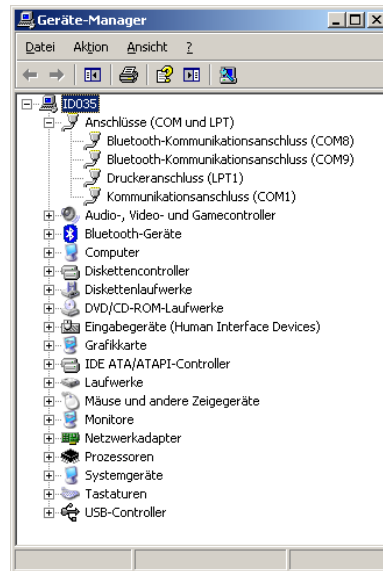 Geräte-Manager
Datei Aktion Ansicht ?
ID035
Anschlüsse (COM und LPT)
Bluetooth-Kommunikationsanschluss (COM8)
Bluetooth-Kommunikationsanschluss (COM9)
Druckeranschluss (LPT1)
Kommunikationsanschluss (COM1)
Audio-, Video- und Gamecontroller
Bluetooth-Geräte
Computer
Diskettencontroller
Diskettenlaufwerke
DVD/CD-ROM-Laufwerke
Eingabegeräte (Human Interface Devices)
Grafikkarte
IDE ATA/ATAPI-Controller
Laufwerke
Mäuse und andere Zeigegeräte
Monitore
Netzwerkadapter
Prozessoren
Systemgeräte
Tastaturen
USB-Controller